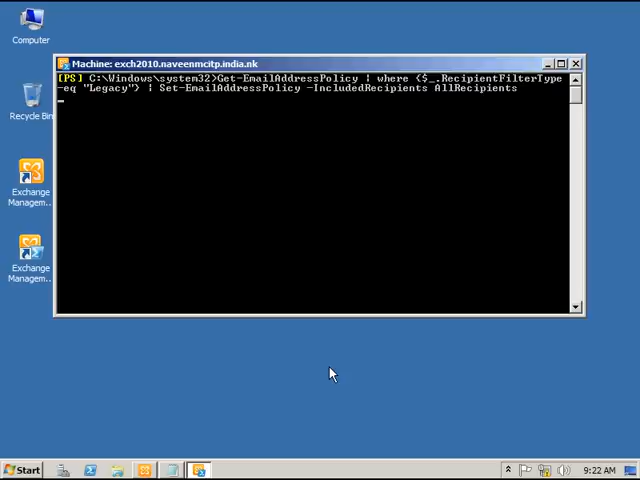 Computer
Machine: exch2010.naveenmcitp.india.nk
[PS] C:\Windows\system32>Get-EmailAddressPolicy | where {$_.RecipientFilterType
-eq "Legacy"} | Set-EmailAddressPolicy -IncludedRecipients AllRecipients
Recycle Bin
Exchange
Managem...
Exchange
Managem...
Start
9:22 AM